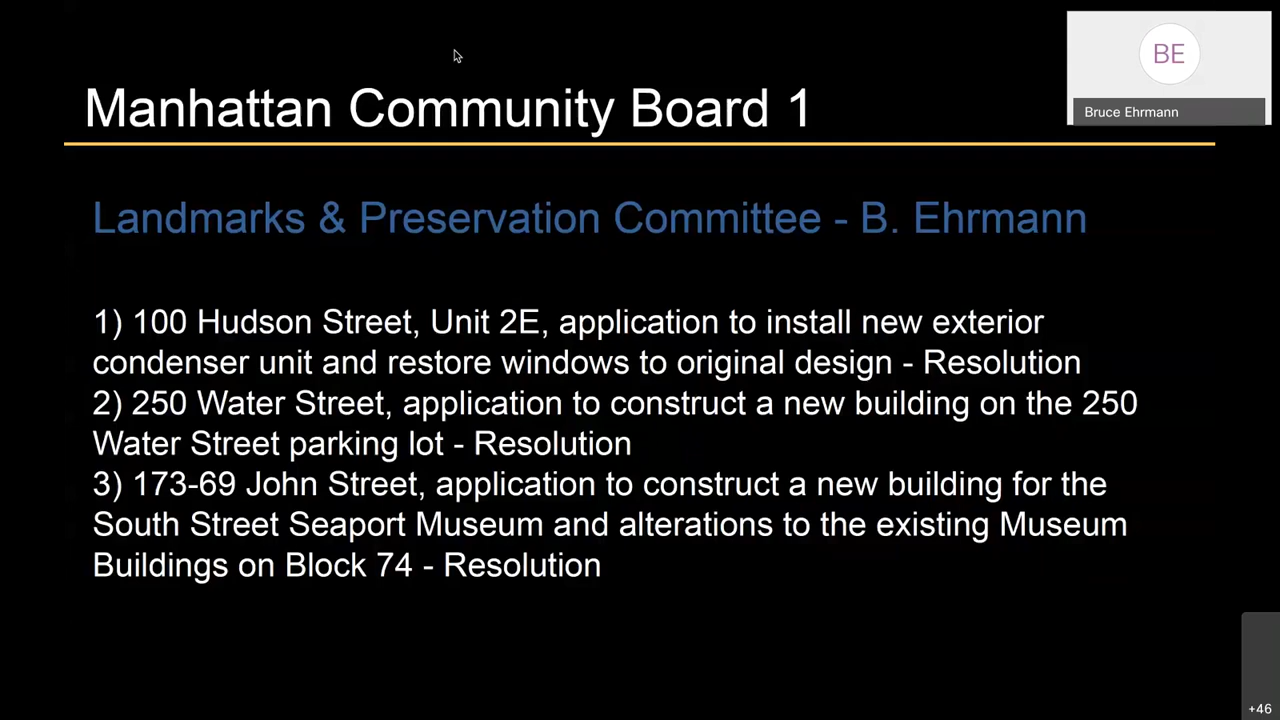 BE
Bruce Ehrmann
Manhattan Community Board 1
Landmarks & Preservation Committee - B. Ehrmann
1) 100 Hudson Street, Unit 2E, application to install new exterior
condenser unit and restore windows to original design - Resolution
2) 250 Water Street, application to construct a new building on the 250
Water Street parking lot - Resolution
3) 173-69 John Street, application to construct a new building for the
South Street Seaport Museum and alterations to the existing Museum
Buildings on Block 74 - Resolution
+46